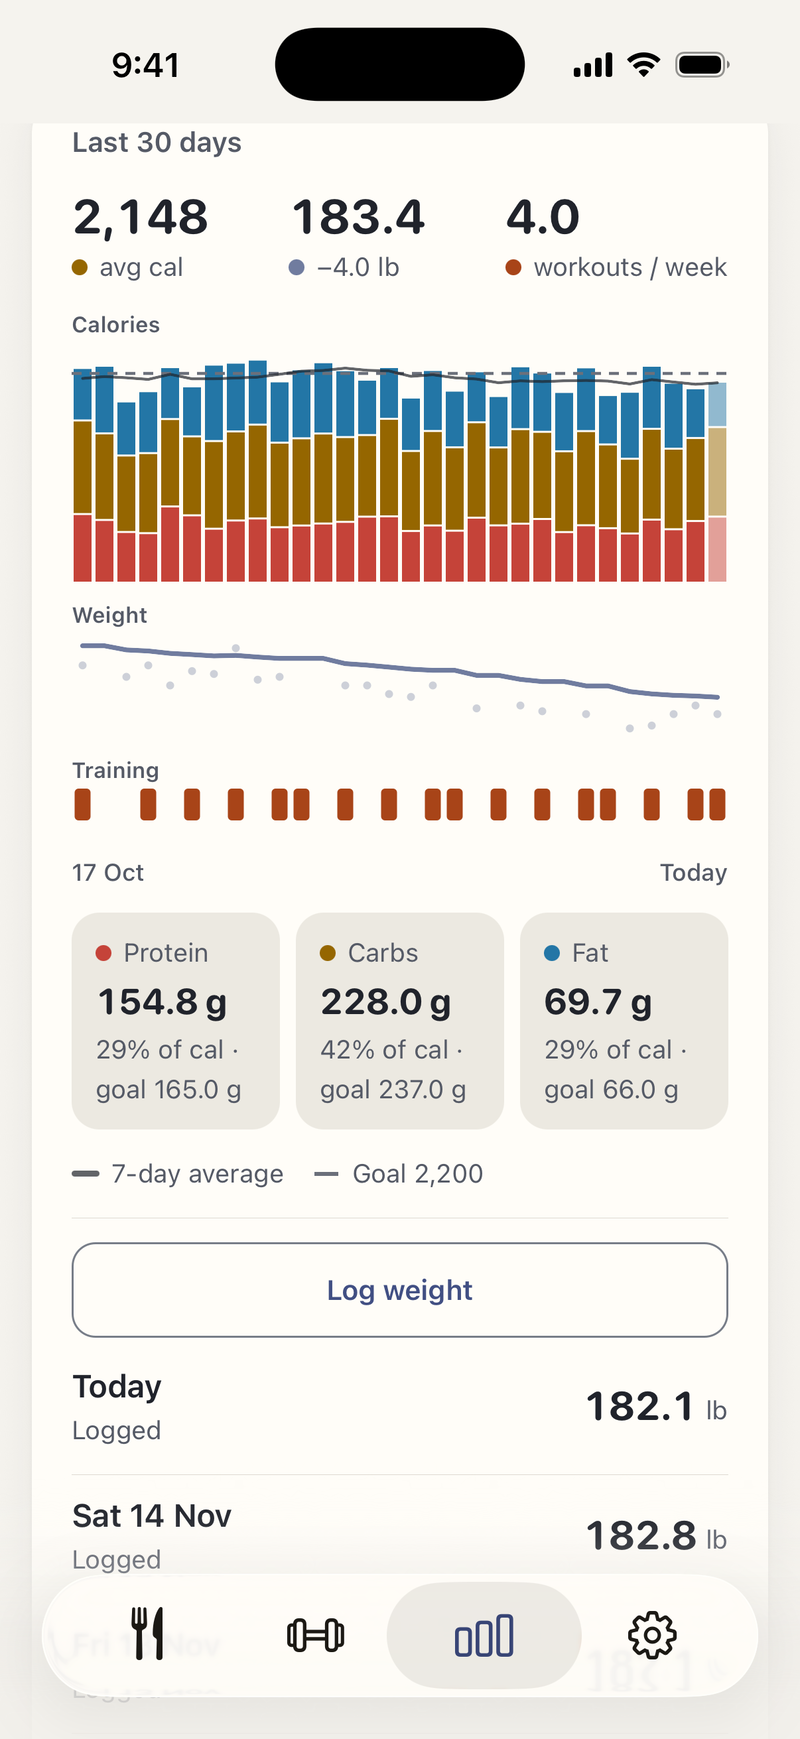 9:41
Last 30 days
2,148 183.4 4.0
avg cal −4.0 lb workouts / week
Calories
Weight
Training
17 Oct Today
Protein Carbs Fat
154.8 g 228.0 g 69.7 g
29% of cal · 42% of cal · 29% of cal ·
goal 165.0 g goal 237.0 g goal 66.0 g
7-day average Goal 2,200
Log weight
Today
182.1 lb
Logged
Sat 14 Nov
182.8 lb
Logged
Fri 13 Nov